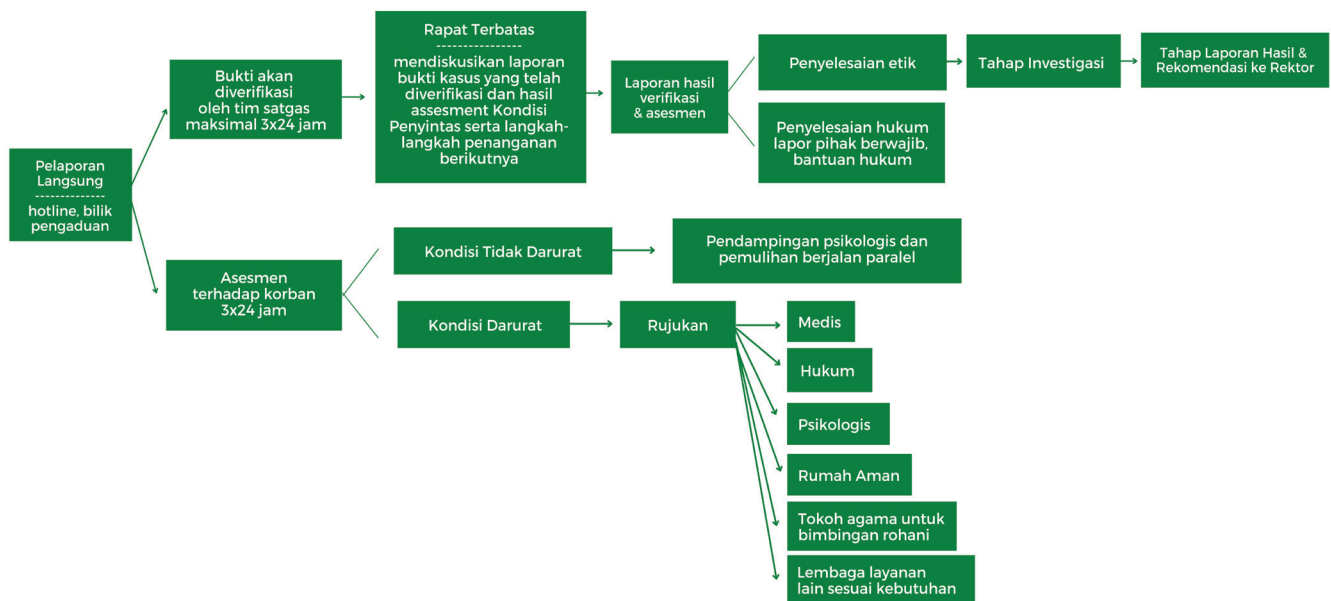 Pelaporan
Langsung
--------------
hotline, bilik
pengaduan
Bukti akan
diverifikasi
oleh tim satgas
maksimal 3x24 jam
Rapat Terbatas
----------------
mendiskusikan laporan
bukti kasus yang telah
diverifikasi dan hasil
assesment Kondisi
Penyintas serta langkah-
langkah penanganan
berikutnya
Laporan hasil
verifikasi
& asesmen
Penyelesaian etik
Tahap Investigasi
Tahap Laporan Hasil &
Rekomendasi ke Rektor
Penyelesaian hukum
lapor pihak berwajib,
bantuan hukum
Asesmen
terhadap korban
3x24 jam
Kondisi Tidak Darurat
Pendampingan psikologis dan
pemulihan berjalan paralel
Kondisi Darurat
Rujukan
Medis
Hukum
Psikologis
Rumah Aman
Tokoh agama untuk
bimbingan rohani
Lembaga layanan
lain sesuai kebutuhan